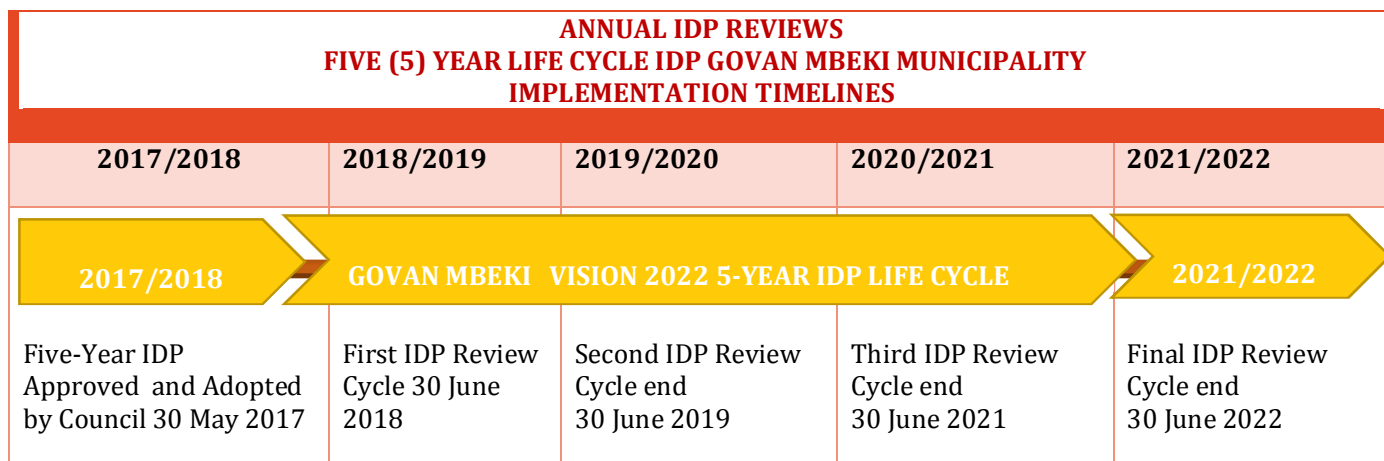 ANNUAL IDP REVIEWS
FIVE (5) YEAR LIFE CYCLE IDP GOVAN MBEKI MUNICIPALITY
IMPLEMENTATION TIMELINES
2017/2018
2018/2019
2019/2020
2020/2021
2021/2022
2017/2018
GOVAN MBEKI VISION 2022 5-YEAR IDP LIFE CYCLE
2021/2022
Five-Year IDP
Approved and Adopted
by Council 30 May 2017
First IDP Review
Cycle 30 June
2018
Second IDP Review
Cycle end
30 June 2019
Third IDP Review
Cycle end
30 June 2021
Final IDP Review
Cycle end
30 June 2022